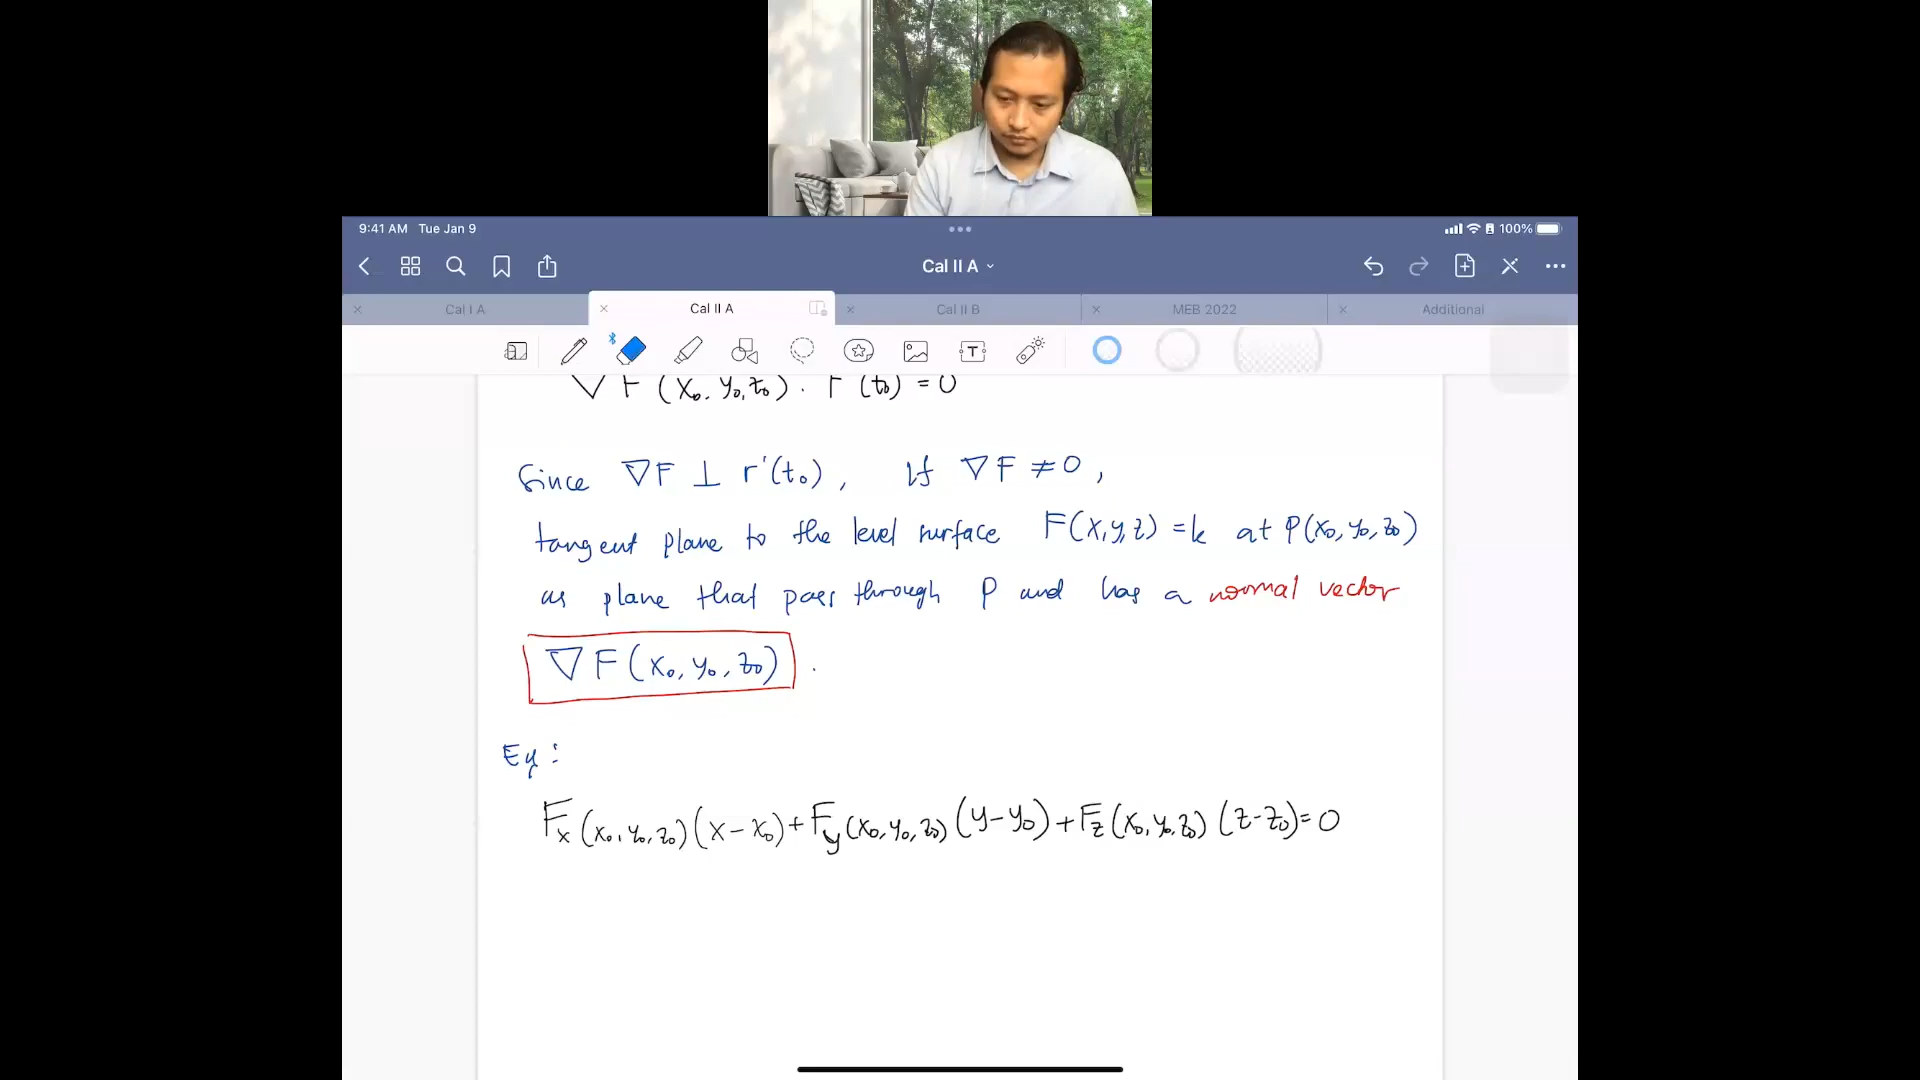 9:41 AM Tue Jan 9
100%
Cal II A
Cal I A
Cal II A
Cal II B
MEB 2022
Additional
T
∇F(x₀, y₀, z₀) · r'(t₀) = 0
Since ∇F ⊥ r'(t₀), If ∇F ≠ 0,
tangent plane to the level surface F(x,y,z) = k at P(x₀, y₀, z₀)
as plane that pass through P and has a normal vector
∇F(x₀, y₀, z₀).
Eq:
Fₓ(x₀, y₀, z₀)(x − x₀) + F_y(x₀, y₀, z₀)(y − y₀) + F_z(x₀, y₀, z₀)(z − z₀) = 0